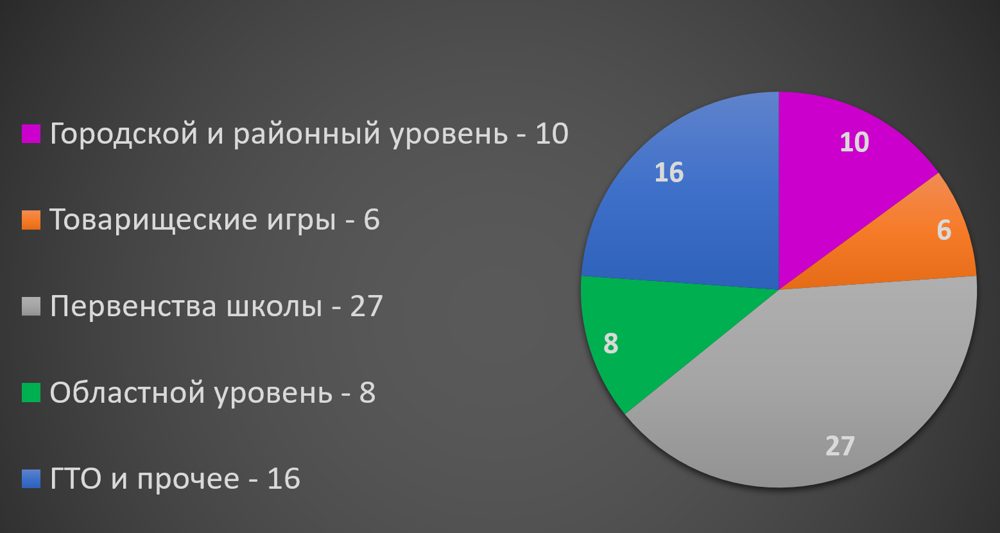 Городской и районный уровень - 10
Товарищеские игры - 6
Первенства школы - 27
Областной уровень - 8
ГТО и прочее - 16
10
6
27
8
16